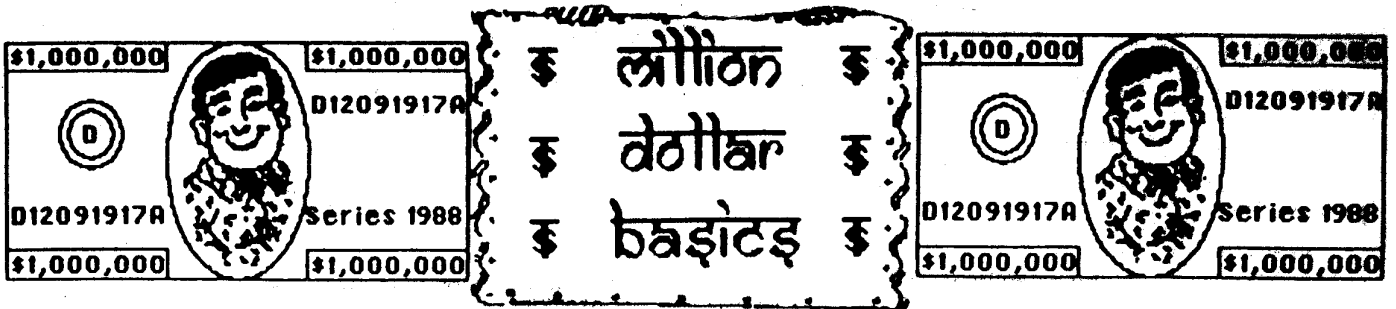 $1,000,000 $1,000,000
D12091917A
D
D12091917A Series 1988
$1,000,000 $1,000,000
$ million $
$ dollar $
$ basics $
$1,000,000 $1,000,000
D12091917A
D
D12091917A Series 1988
$1,000,000 $1,000,000